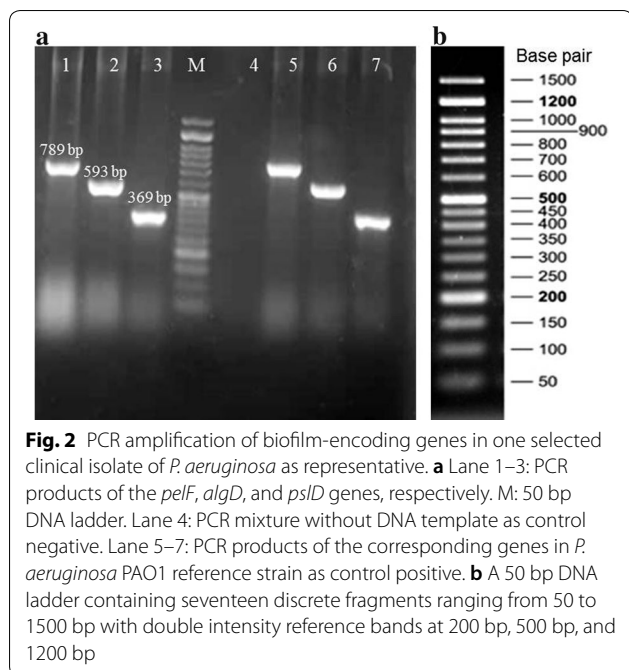 a
b
1 2 3 M 4 5 6 7
789 bp
593 bp
369 bp
Base pair
1500
1200
1000
900
800
700
600
500
450
400
350
300
250
200
150
100
50
Fig. 2 PCR amplification of biofilm-encoding genes in one selected
clinical isolate of P. aeruginosa as representative. a Lane 1–3: PCR
products of the pelF, algD, and pslD genes, respectively. M: 50 bp
DNA ladder. Lane 4: PCR mixture without DNA template as control
negative. Lane 5–7: PCR products of the corresponding genes in P.
aeruginosa PAO1 reference strain as control positive. b A 50 bp DNA
ladder containing seventeen discrete fragments ranging from 50 to
1500 bp with double intensity reference bands at 200 bp, 500 bp, and
1200 bp